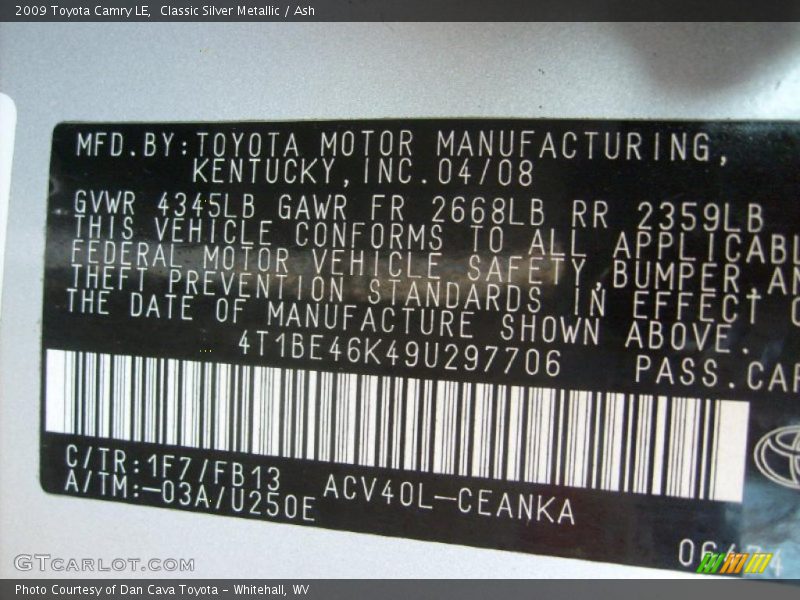 2009 Toyota Camry LE,  Classic Silver Metallic / Ash
MFD.BY:TOYOTA MOTOR MANUFACTURING,
KENTUCKY,INC.04/08
GVWR 4345LB GAWR FR 2668LB RR 2359LB
THIS VEHICLE CONFORMS TO ALL APPLICABL
FEDERAL MOTOR VEHICLE SAFETY,BUMPER,AN
THEFT PREVENTION STANDARDS IN EFFECT O
THE DATE OF MANUFACTURE SHOWN ABOVE.
4T1BE46K49U297706 PASS.CAR
C/TR:1F7/FB13 ACV40L-CEANKA
A/TM:-03A/U250E
GTCARLOT.COM
Photo Courtesy of Dan Cava Toyota - Whitehall, WV